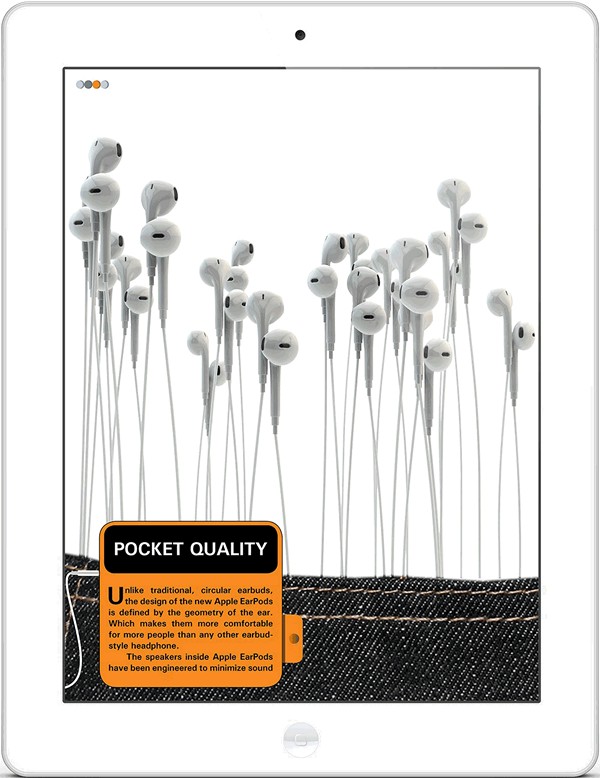 POCKET QUALITY
Unlike traditional, circular earbuds,
the design of the new Apple EarPods
is defined by the geometry of the ear.
Which makes them more comfortable
for more people than any other earbud-
style headphone.
The speakers inside Apple EarPods
have been engineered to minimize sound